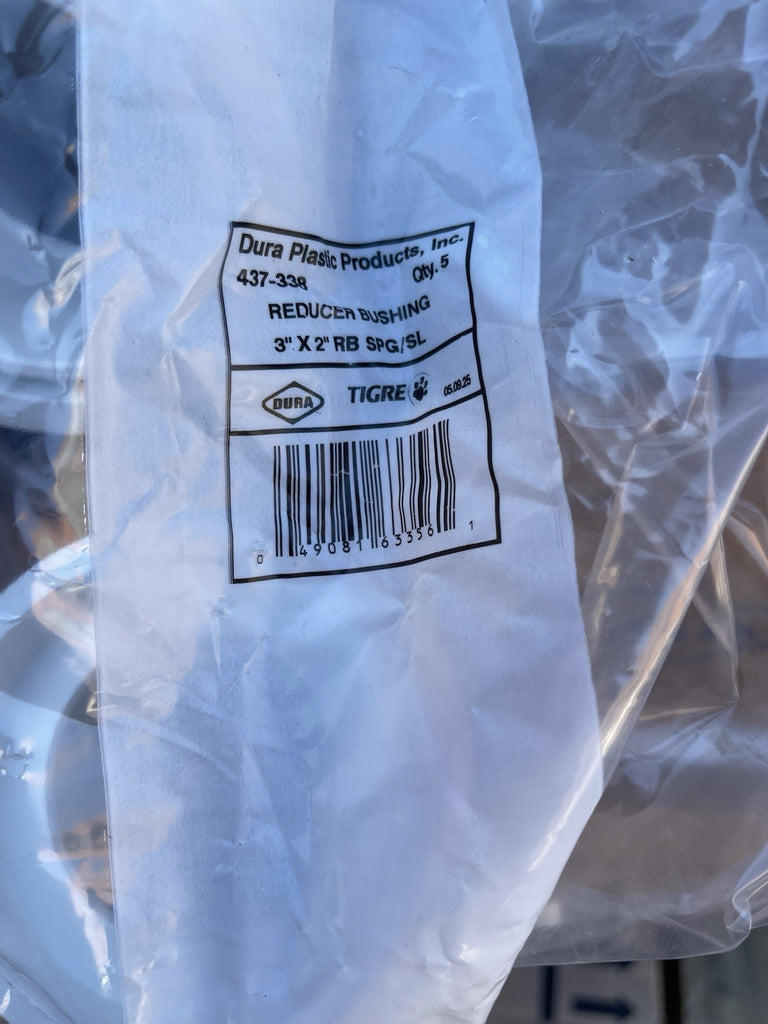 Dura Plastic Products, Inc.
437-338 Qty. 5
REDUCER BUSHING
3" X 2" RB SPG/SL
DURA TIGRE 05.09.25
0 49081 63356 1